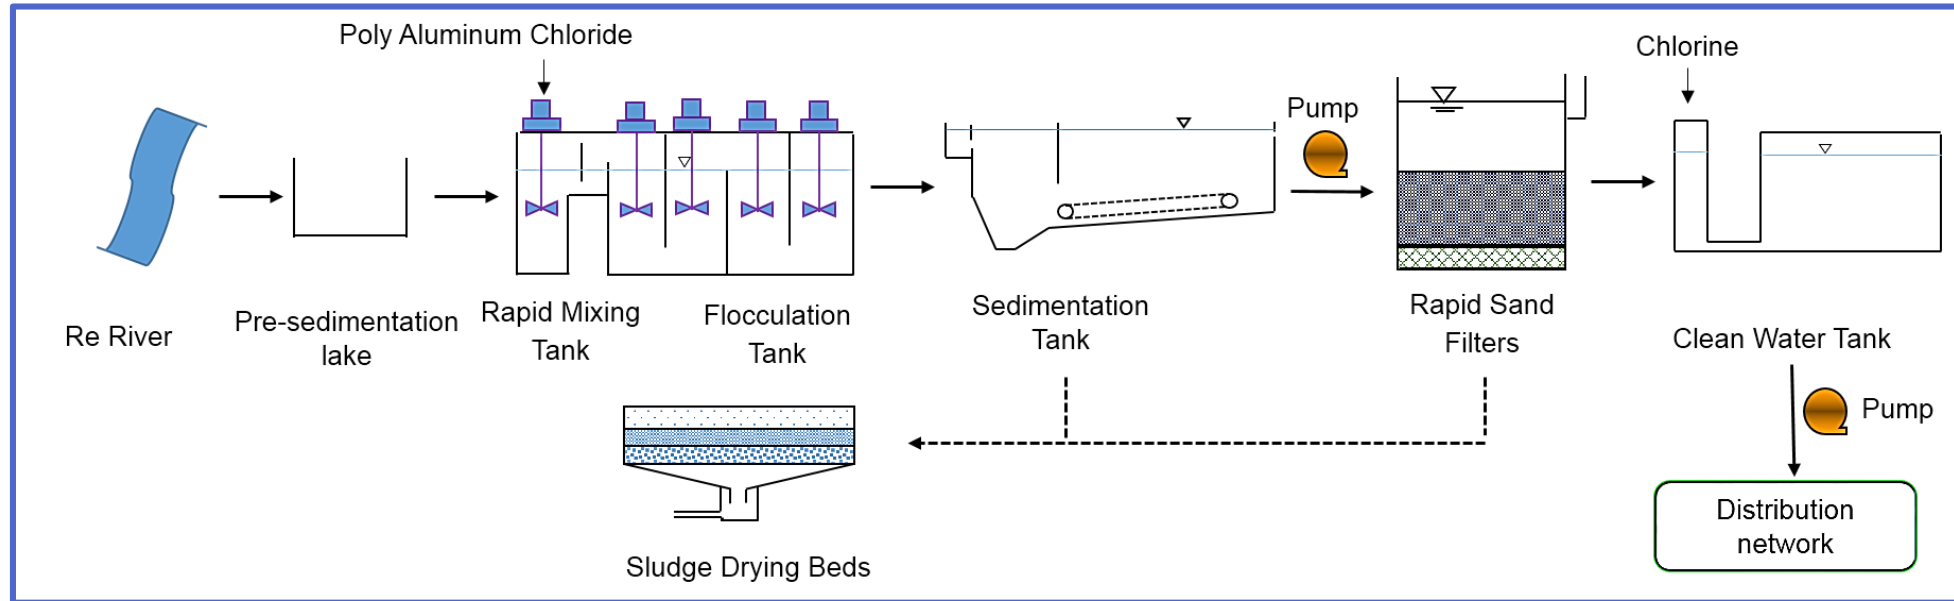 Poly Aluminum Chloride
Chlorine
Pump
Re River
Pre-sedimentation
lake
Rapid Mixing
Tank
Flocculation
Tank
Sedimentation
Tank
Rapid Sand
Filters
Clean Water Tank
Pump
Sludge Drying Beds
Distribution
network